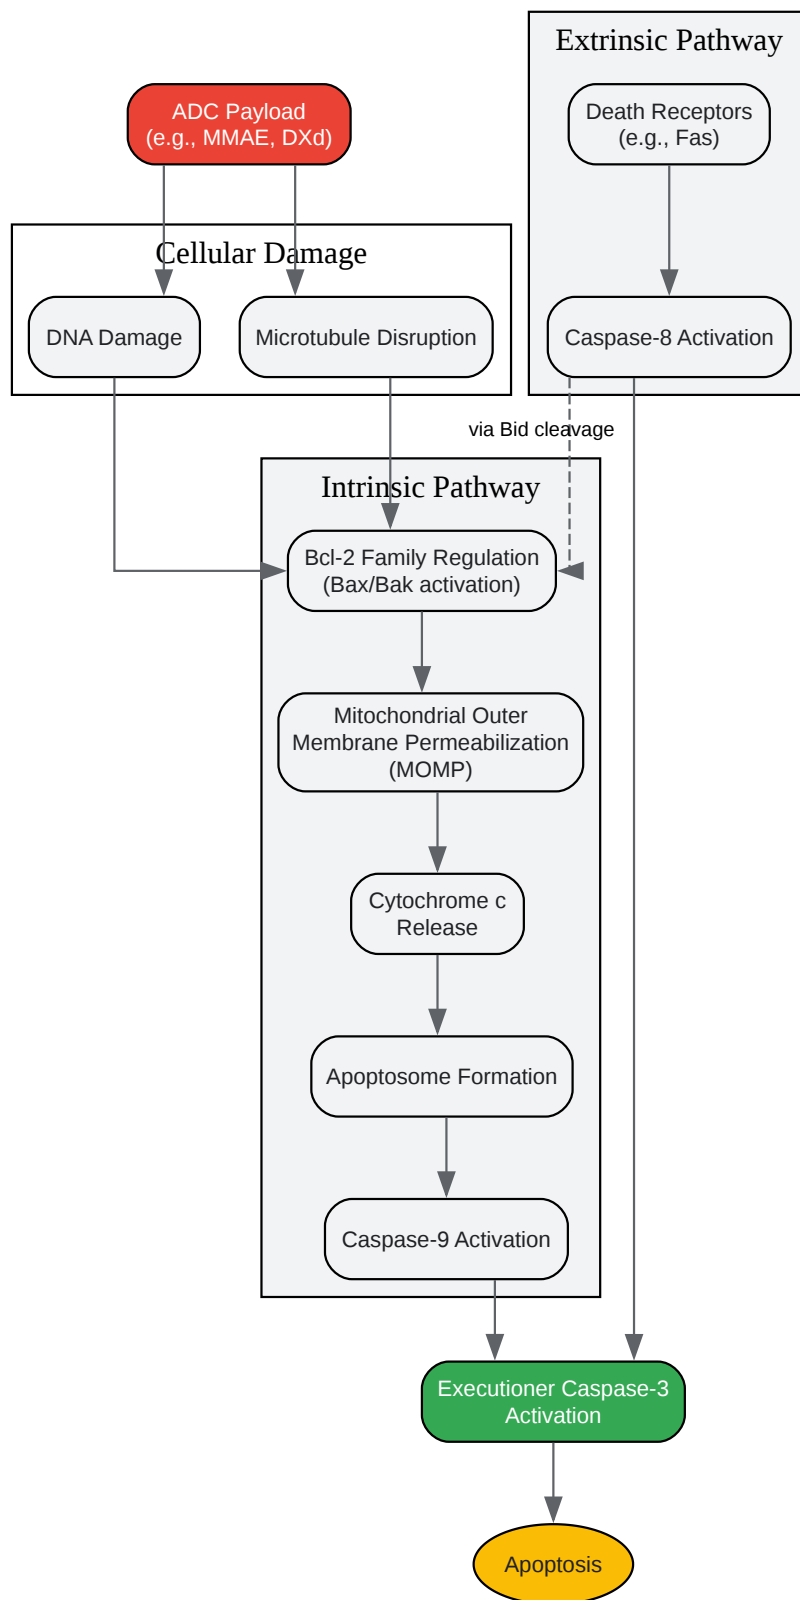 Extrinsic Pathway
ADC Payload
(e.g., MMAE, DXd)
Death Receptors
(e.g., Fas)
Cellular Damage
DNA Damage
Microtubule Disruption
Caspase-8 Activation
via Bid cleavage
Intrinsic Pathway
Bcl-2 Family Regulation
(Bax/Bak activation)
Mitochondrial Outer
Membrane Permeabilization
(MOMP)
Cytochrome c
Release
Apoptosome Formation
Caspase-9 Activation
Executioner Caspase-3
Activation
Apoptosis